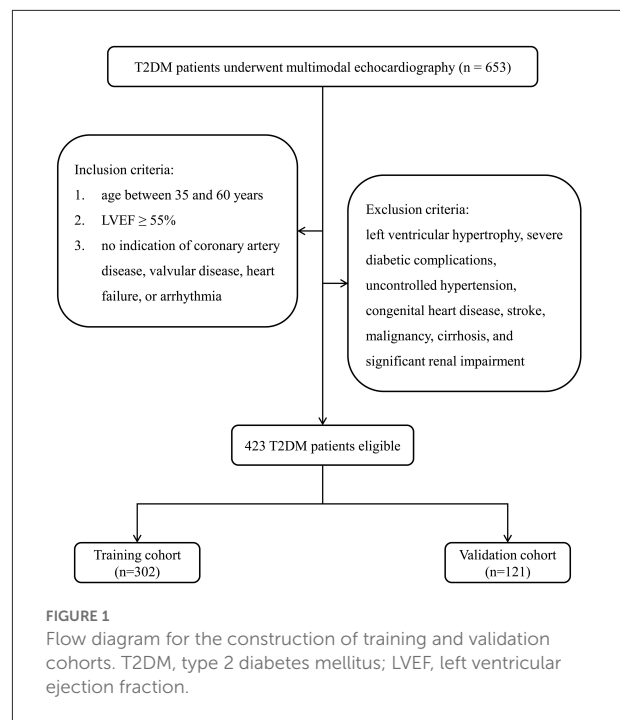 T2DM patients underwent multimodal echocardiography (n = 653)
Inclusion criteria:
1. age between 35 and 60 years
2. LVEF ≥ 55%
3. no indication of coronary artery
disease, valvular disease, heart
failure, or arrhythmia
Exclusion criteria:
left ventricular hypertrophy, severe
diabetic complications,
uncontrolled hypertension,
congenital heart disease, stroke,
malignancy, cirrhosis, and
significant renal impairment
423 T2DM patients eligible
Training cohort
(n=302)
Validation cohort
(n=121)
FIGURE 1
Flow diagram for the construction of training and validation
cohorts. T2DM, type 2 diabetes mellitus; LVEF, left ventricular
ejection fraction.